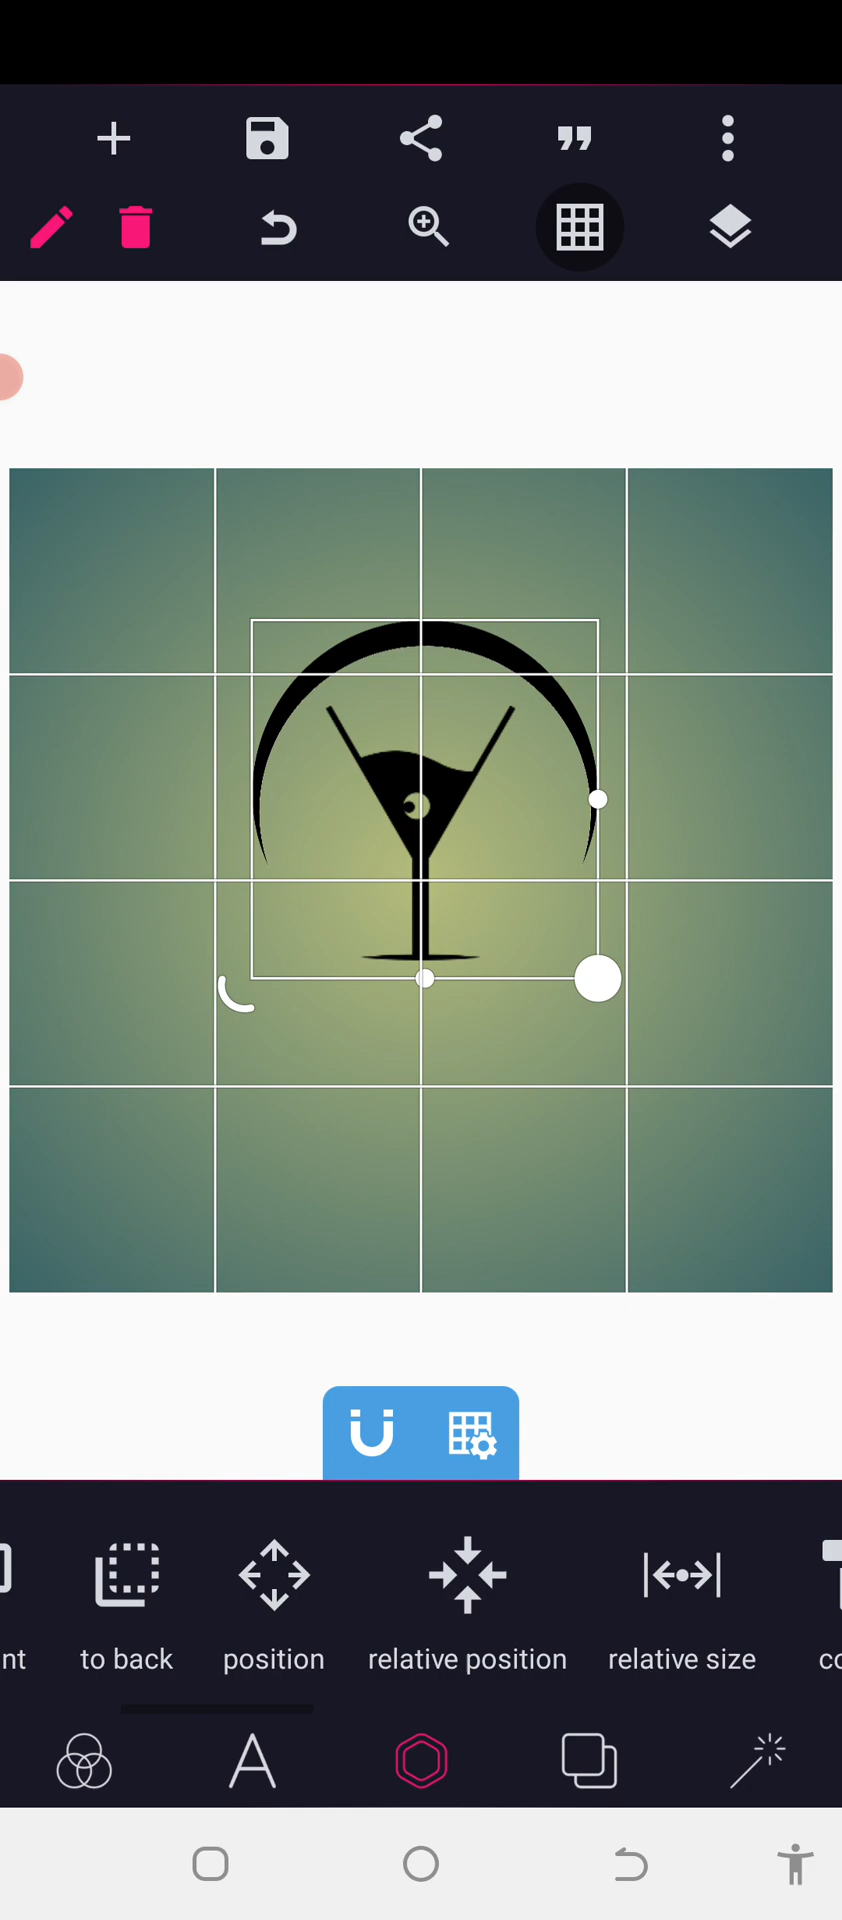 nt
to back
position
relative position
relative size
co